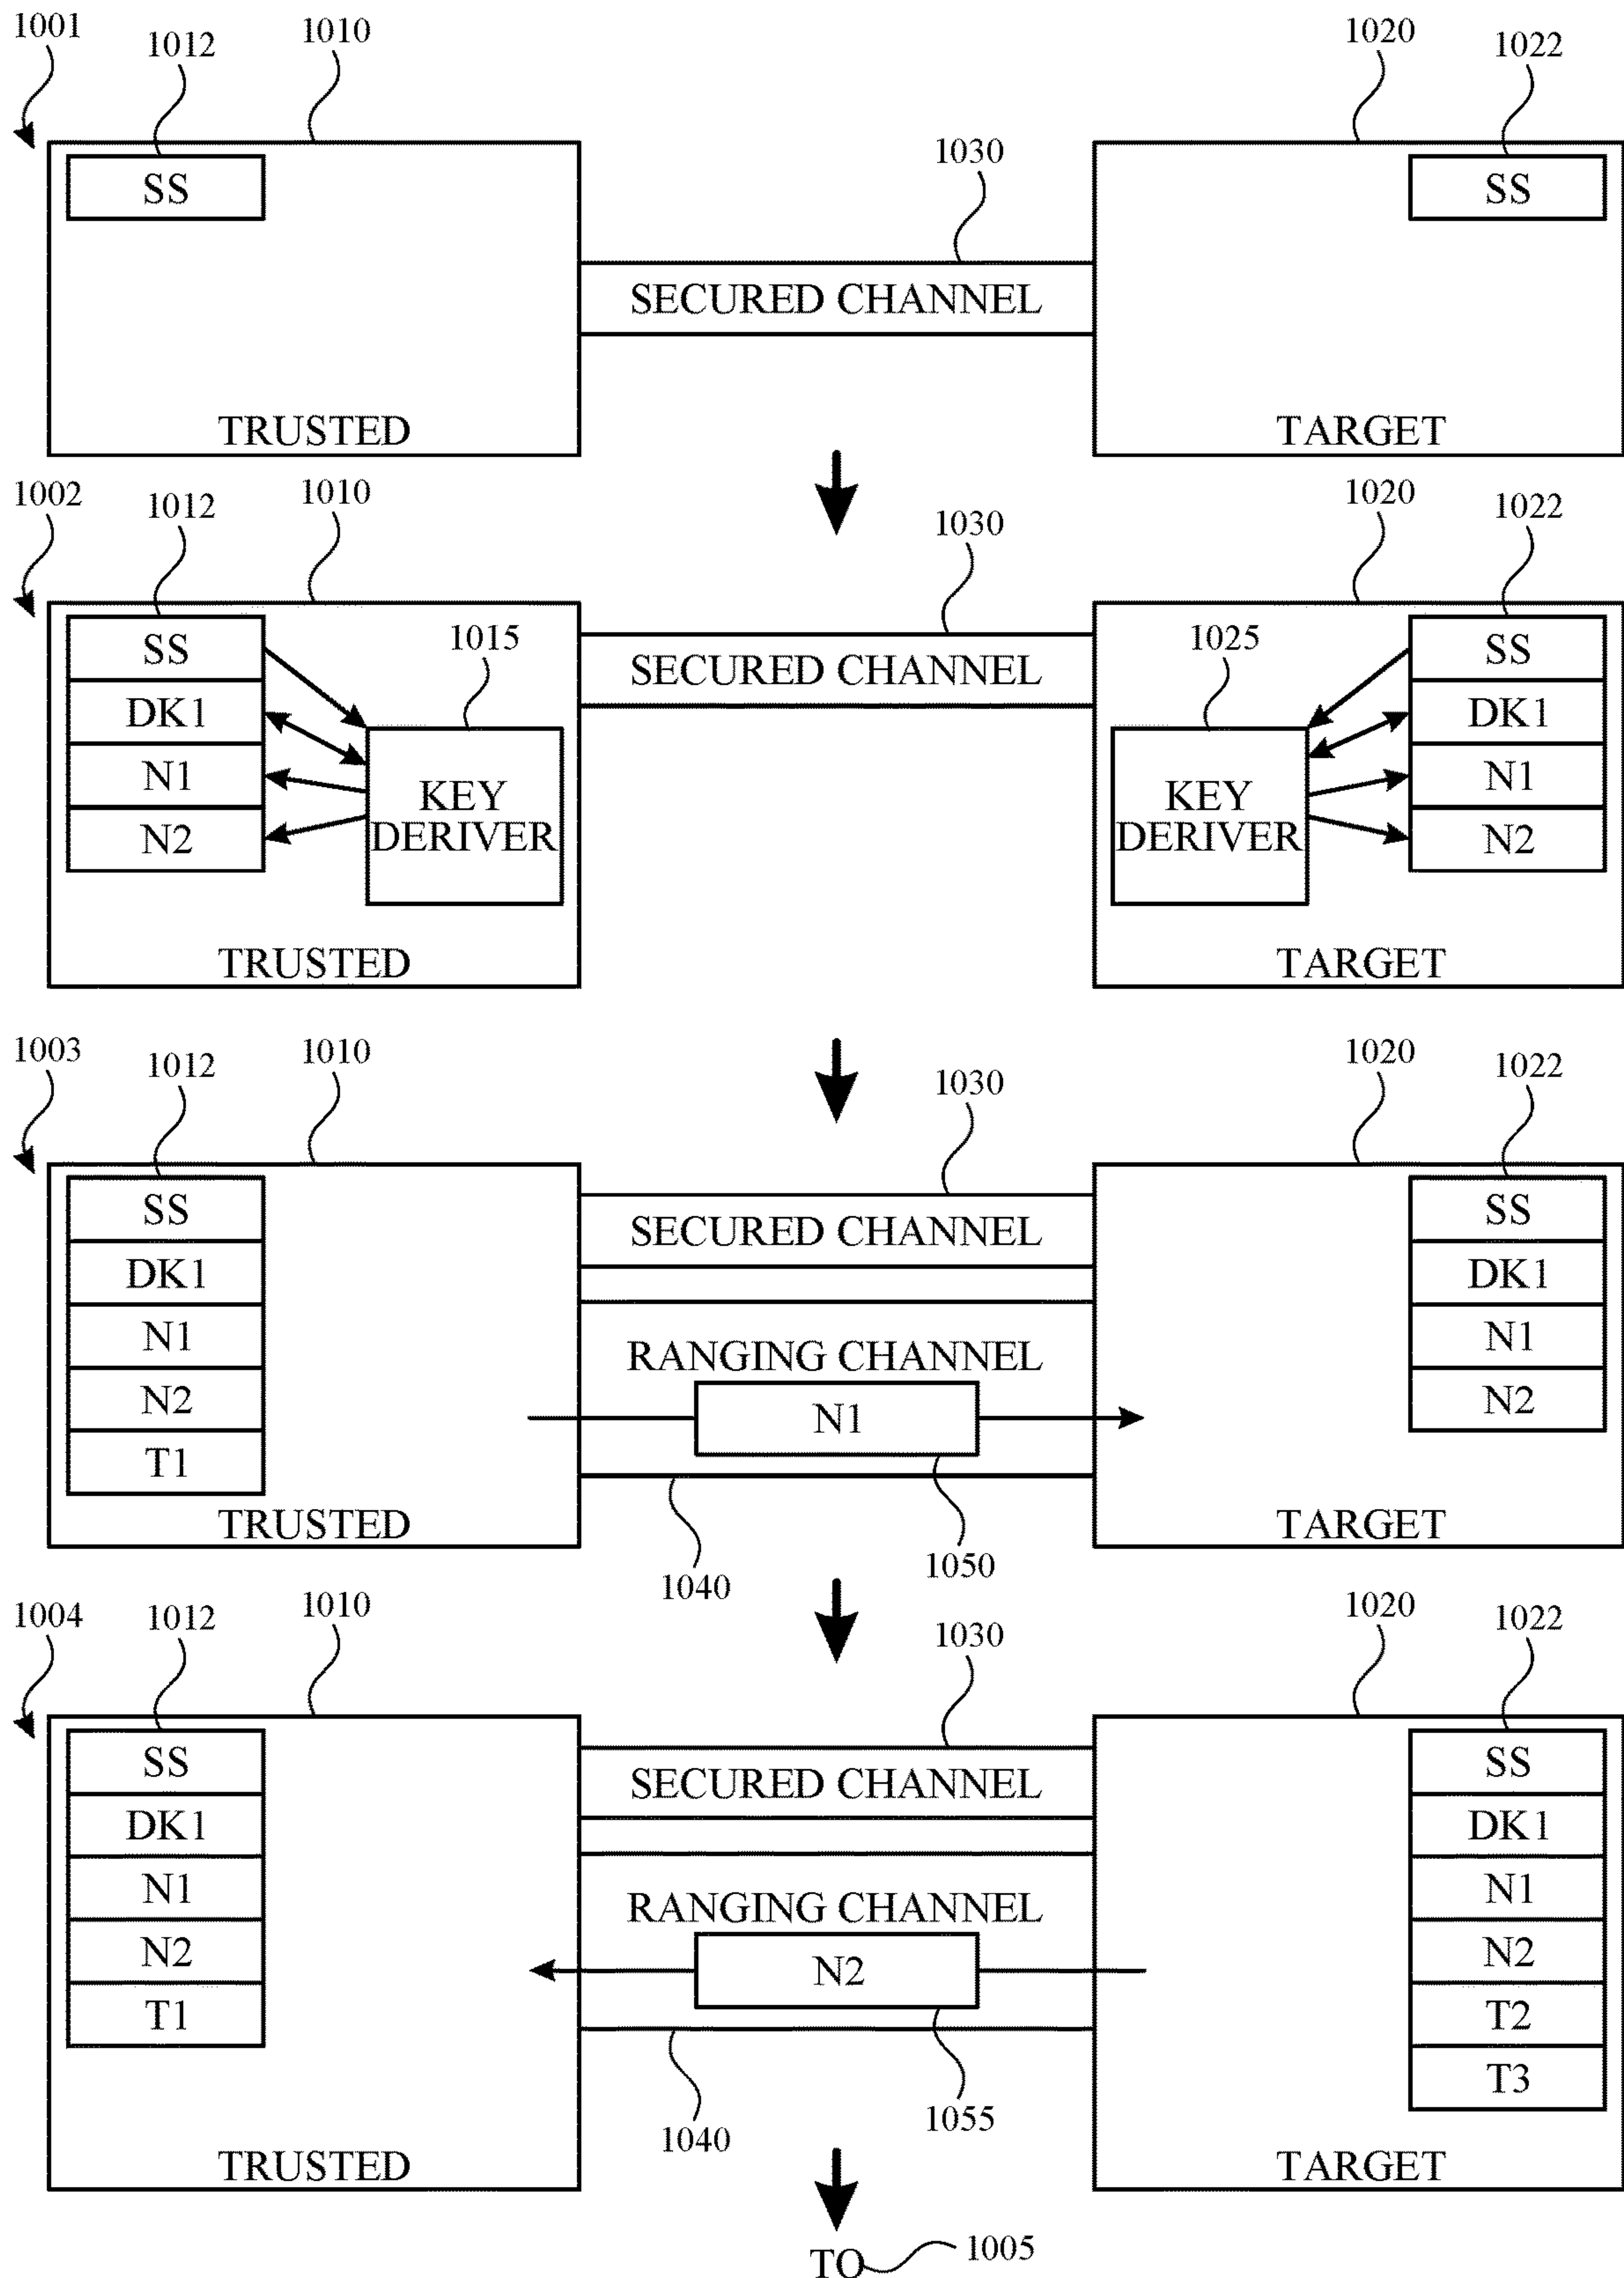 1001
1012
1010
1020
1022
SS
1030
SS
SECURED CHANNEL
TRUSTED
TARGET
1002
1012
1010
1030
1020
1022
SS
DK1
N1
N2
1015
KEY
DERIVER
SECURED CHANNEL
1025
KEY
DERIVER
SS
DK1
N1
N2
TRUSTED
TARGET
1003
1012
1010
1030
1020
1022
SS
DK1
N1
N2
T1
SECURED CHANNEL
RANGING CHANNEL
N1
SS
DK1
N1
N2
TRUSTED
TARGET
1040
1050
1004
1012
1010
1030
1020
1022
SS
DK1
N1
N2
T1
SECURED CHANNEL
RANGING CHANNEL
N2
SS
DK1
N1
N2
T2
T3
1040
1055
TRUSTED
TARGET
TO 1005